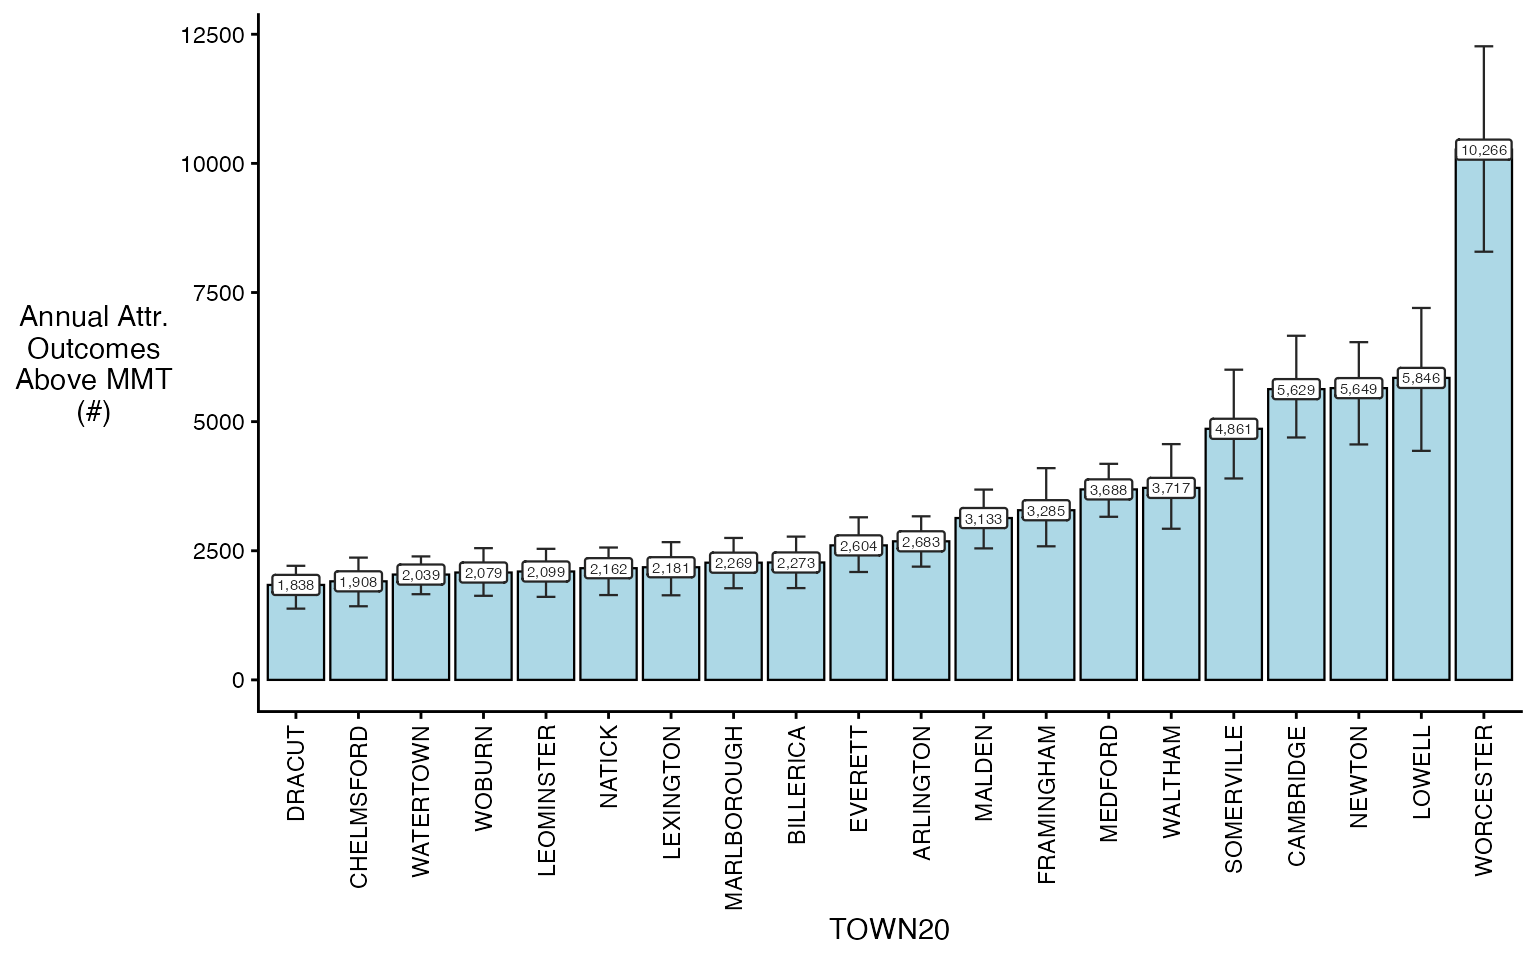 12500
10000
7500
5000
2500
0
Annual Attr.
Outcomes
Above MMT
(#)
1,838
1,908
2,039
2,079
2,099
2,162
2,181
2,269
2,273
2,604
2,683
3,133
3,285
3,688
3,717
4,861
5,629
5,649
5,846
10,266
DRACUT
CHELMSFORD
WATERTOWN
WOBURN
LEOMINSTER
NATICK
LEXINGTON
MARLBOROUGH
BILLERICA
EVERETT
ARLINGTON
MALDEN
FRAMINGHAM
MEDFORD
WALTHAM
SOMERVILLE
CAMBRIDGE
NEWTON
LOWELL
WORCESTER
TOWN20